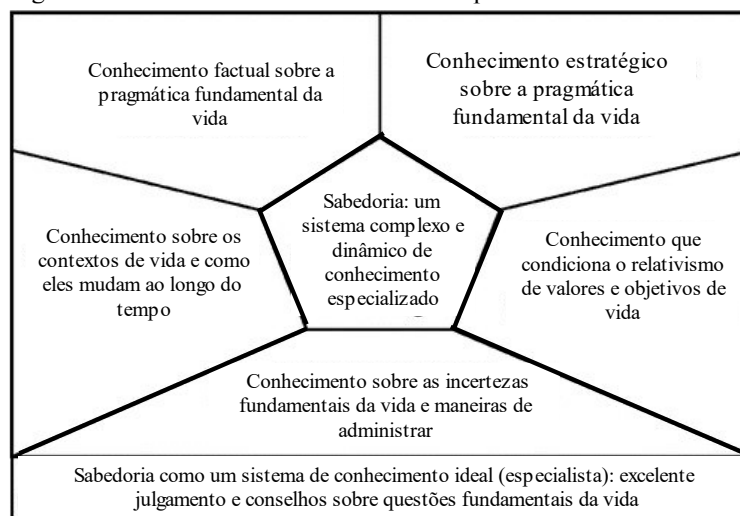 Conhecimento factual sobre a
pragmática fundamental da
vida
Conhecimento estratégico
sobre a pragmática
fundamental da vida
Sabedoria: um
sistema complexo e
dinâmico de
conhecimento
especializado
Conhecimento sobre os
contextos de vida e como
eles mudam ao longo do
tempo
Conhecimento que
condiciona o relativismo
de valores e objetivos de
vida
Conhecimento sobre as incertezas
fundamentais da vida e maneiras de
administrar
Sabedoria como um sistema de conhecimento ideal (especialista): excelente
julgamento e conselhos sobre questões fundamentais da vida